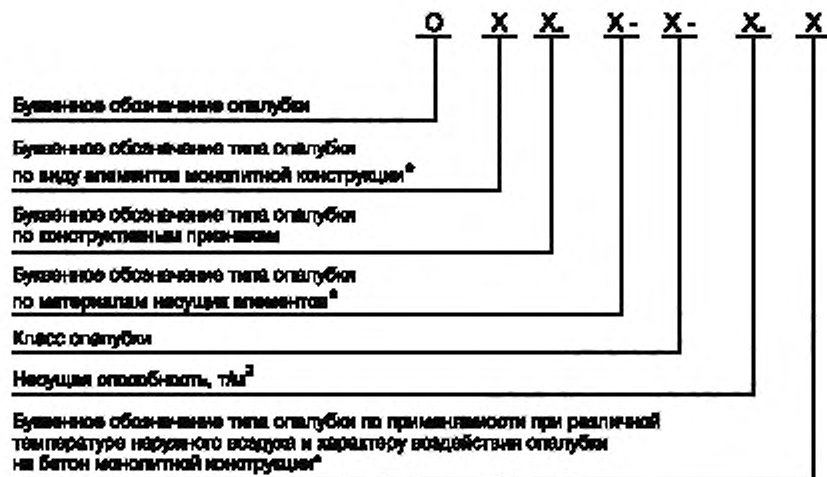 О Х Х. Х- Х- Х. Х
Буквенное обозначение опалубки
Буквенное обозначение типа опалубки
по виду элементов монолитной конструкции*
Буквенное обозначение типа опалубки
по конструктивным признакам
Буквенное обозначение типа опалубки
по материалам несущих элементов*
Класс опалубки
Несущая способность, т/м²
Буквенное обозначение типа опалубки по применяемости при различной
температуре наружного воздуха и характеру воздействия опалубки
на бетон монолитной конструкции*